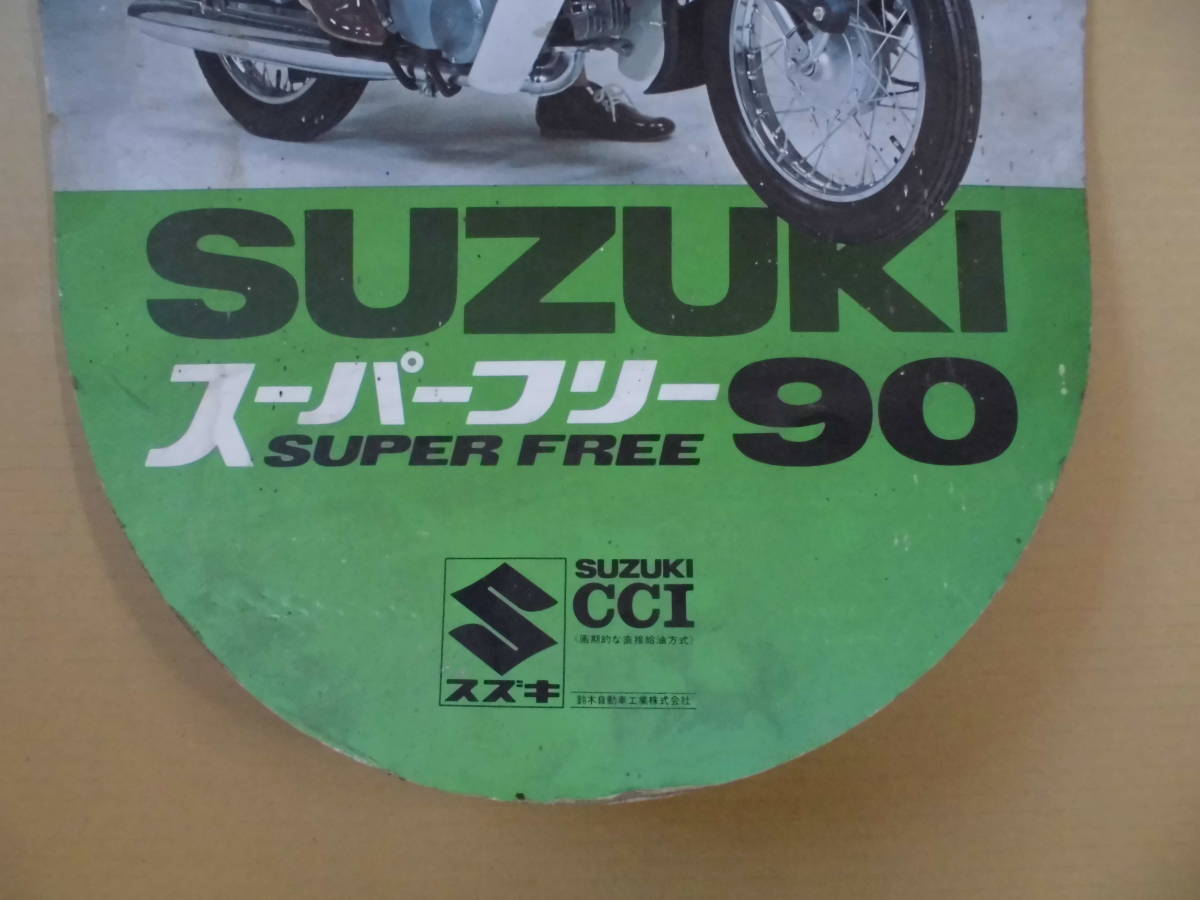 SUZUKI
スーパーフリー 90
SUPER FREE
SUZUKI
CCI
(画期的な直接給油方式)
スズキ
鈴木自動車工業株式会社